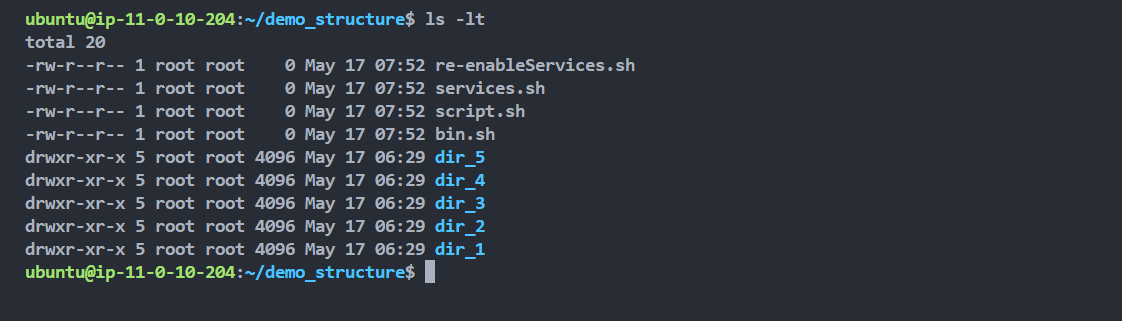 ubuntu@ip-11-0-10-204:~/demo_structure$ ls -lt
total 20
-rw-r--r-- 1 root root    0 May 17 07:52 re-enableServices.sh
-rw-r--r-- 1 root root    0 May 17 07:52 services.sh
-rw-r--r-- 1 root root    0 May 17 07:52 script.sh
-rw-r--r-- 1 root root    0 May 17 07:52 bin.sh
drwxr-xr-x 5 root root 4096 May 17 06:29 dir_5
drwxr-xr-x 5 root root 4096 May 17 06:29 dir_4
drwxr-xr-x 5 root root 4096 May 17 06:29 dir_3
drwxr-xr-x 5 root root 4096 May 17 06:29 dir_2
drwxr-xr-x 5 root root 4096 May 17 06:29 dir_1
ubuntu@ip-11-0-10-204:~/demo_structure$